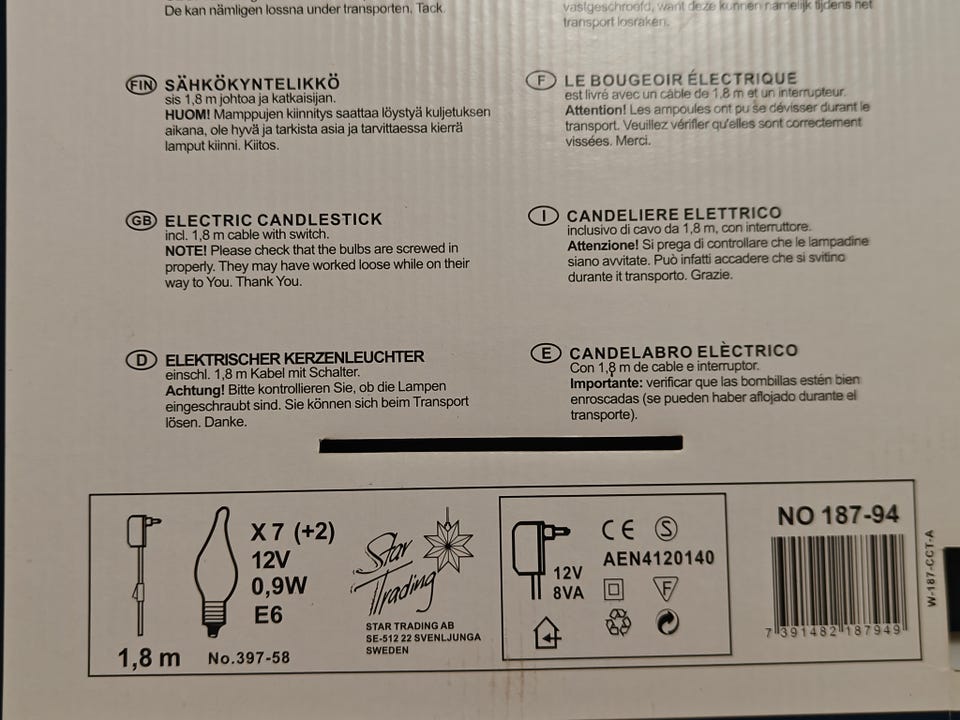 De kan nämligen lossna under transporten. Tack.
vastgeschroefd, want deze kunnen namelijk tijdens het
transport losraken.
FIN SÄHKÖKYNTELIKKÖ
sis 1,8 m johtoa ja katkaisijan.
HUOM! Mamppujen kiinnitys saattaa löystyä kuljetuksen
aikana, ole hyvä ja tarkista asia ja tarvittaessa kierrä
lamput kiinni. Kiitos.
F LE BOUGEOIR ÉLECTRIQUE
est livré avec un câble de 1,8 m et un interrupteur.
Attention! Les ampoules ont pu se dévisser durant le
transport. Veuillez vérifier qu'elles sont correctement
vissées. Merci.
GB ELECTRIC CANDLESTICK
incl. 1,8 m cable with switch.
NOTE! Please check that the bulbs are screwed in
properly. They may have worked loose while on their
way to You. Thank You.
I CANDELIERE ELETTRICO
inclusivo di cavo da 1,8 m, con interruttore.
Attenzione! Si prega di controllare che le lampadine
siano avvitate. Può infatti accadere che si svitino
durante it transporto. Grazie.
D ELEKTRISCHER KERZENLEUCHTER
einschl. 1,8 m Kabel mit Schalter.
Achtung! Bitte kontrollieren Sie, ob die Lampen
eingeschraubt sind. Sie können sich beim Transport
lösen. Danke.
E CANDELABRO ELÈCTRICO
Con 1,8 m de cable e interruptor.
Importante: verificar que las bombillas estén bien
enroscadas (se pueden haber aflojado durante el
transporte).
1,8 m
X 7 (+2)
12V
0,9W
E6
No.397-58
Star
Trading
STAR TRADING AB
SE-512 22 SVENLJUNGA
SWEDEN
12V
8VA
CE S
AEN4120140
F
NO 187-94
7 391482 187949
W-187-CCT-A